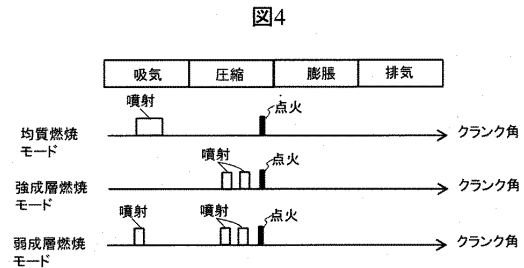 図4
吸気 圧縮 膨脹 排気
噴射 点火
均質燃焼 クランク角
モード
噴射 点火
強成層燃焼 クランク角
モード
噴射 噴射 点火
弱成層燃焼 クランク角
モード